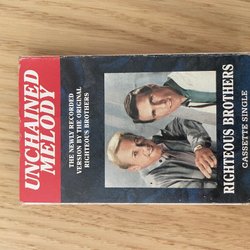 UNCHAINED
MELODY
THE NEWLY RECORDED
VERSION BY THE ORIGINAL
RIGHTEOUS BROTHERS
RIGHTEOUS BROTHERS
CASSETTE SINGLE